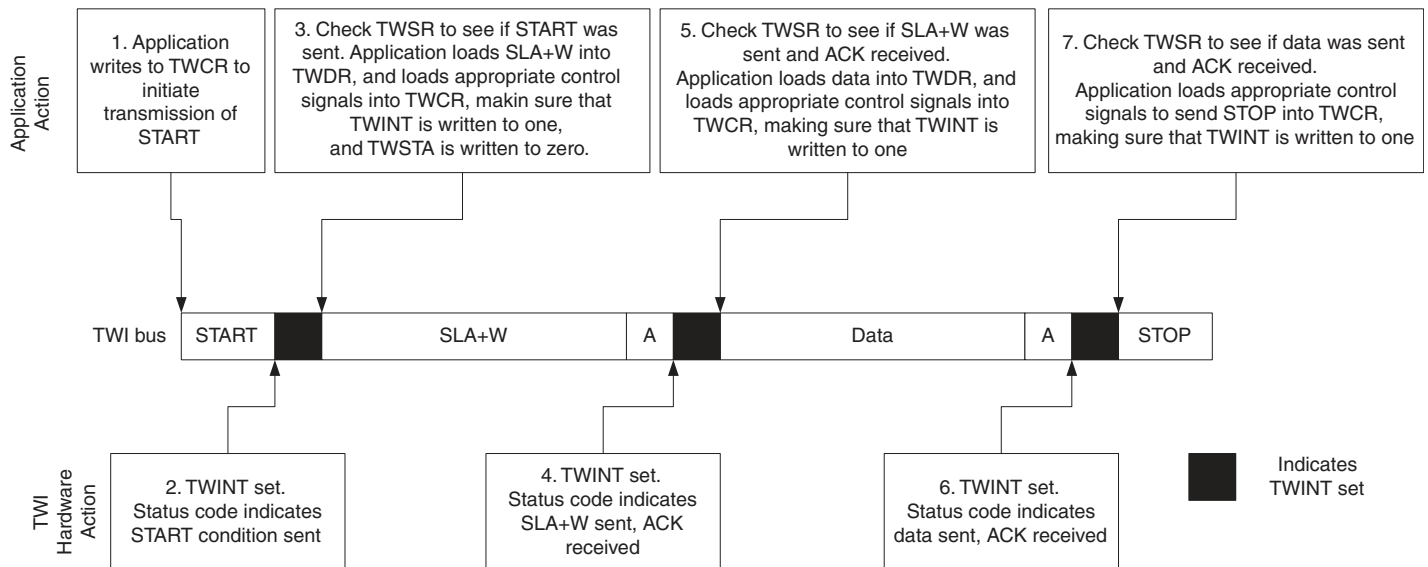 Application
Action
1. Application
writes to TWCR to
initiate
transmission of
START
3. Check TWSR to see if START was
sent. Application loads SLA+W into
TWDR, and loads appropriate control
signals into TWCR, makin sure that
TWINT is written to one,
and TWSTA is written to zero.
5. Check TWSR to see if SLA+W was
sent and ACK received.
Application loads data into TWDR, and
loads appropriate control signals into
TWCR, making sure that TWINT is
written to one
7. Check TWSR to see if data was sent
and ACK received.
Application loads appropriate control
signals to send STOP into TWCR,
making sure that TWINT is written to one
TWI bus
START
SLA+W
A
Data
A
STOP
TWI
Hardware
Action
2. TWINT set.
Status code indicates
START condition sent
4. TWINT set.
Status code indicates
SLA+W sent, ACK
received
6. TWINT set.
Status code indicates
data sent, ACK received
Indicates
TWINT set